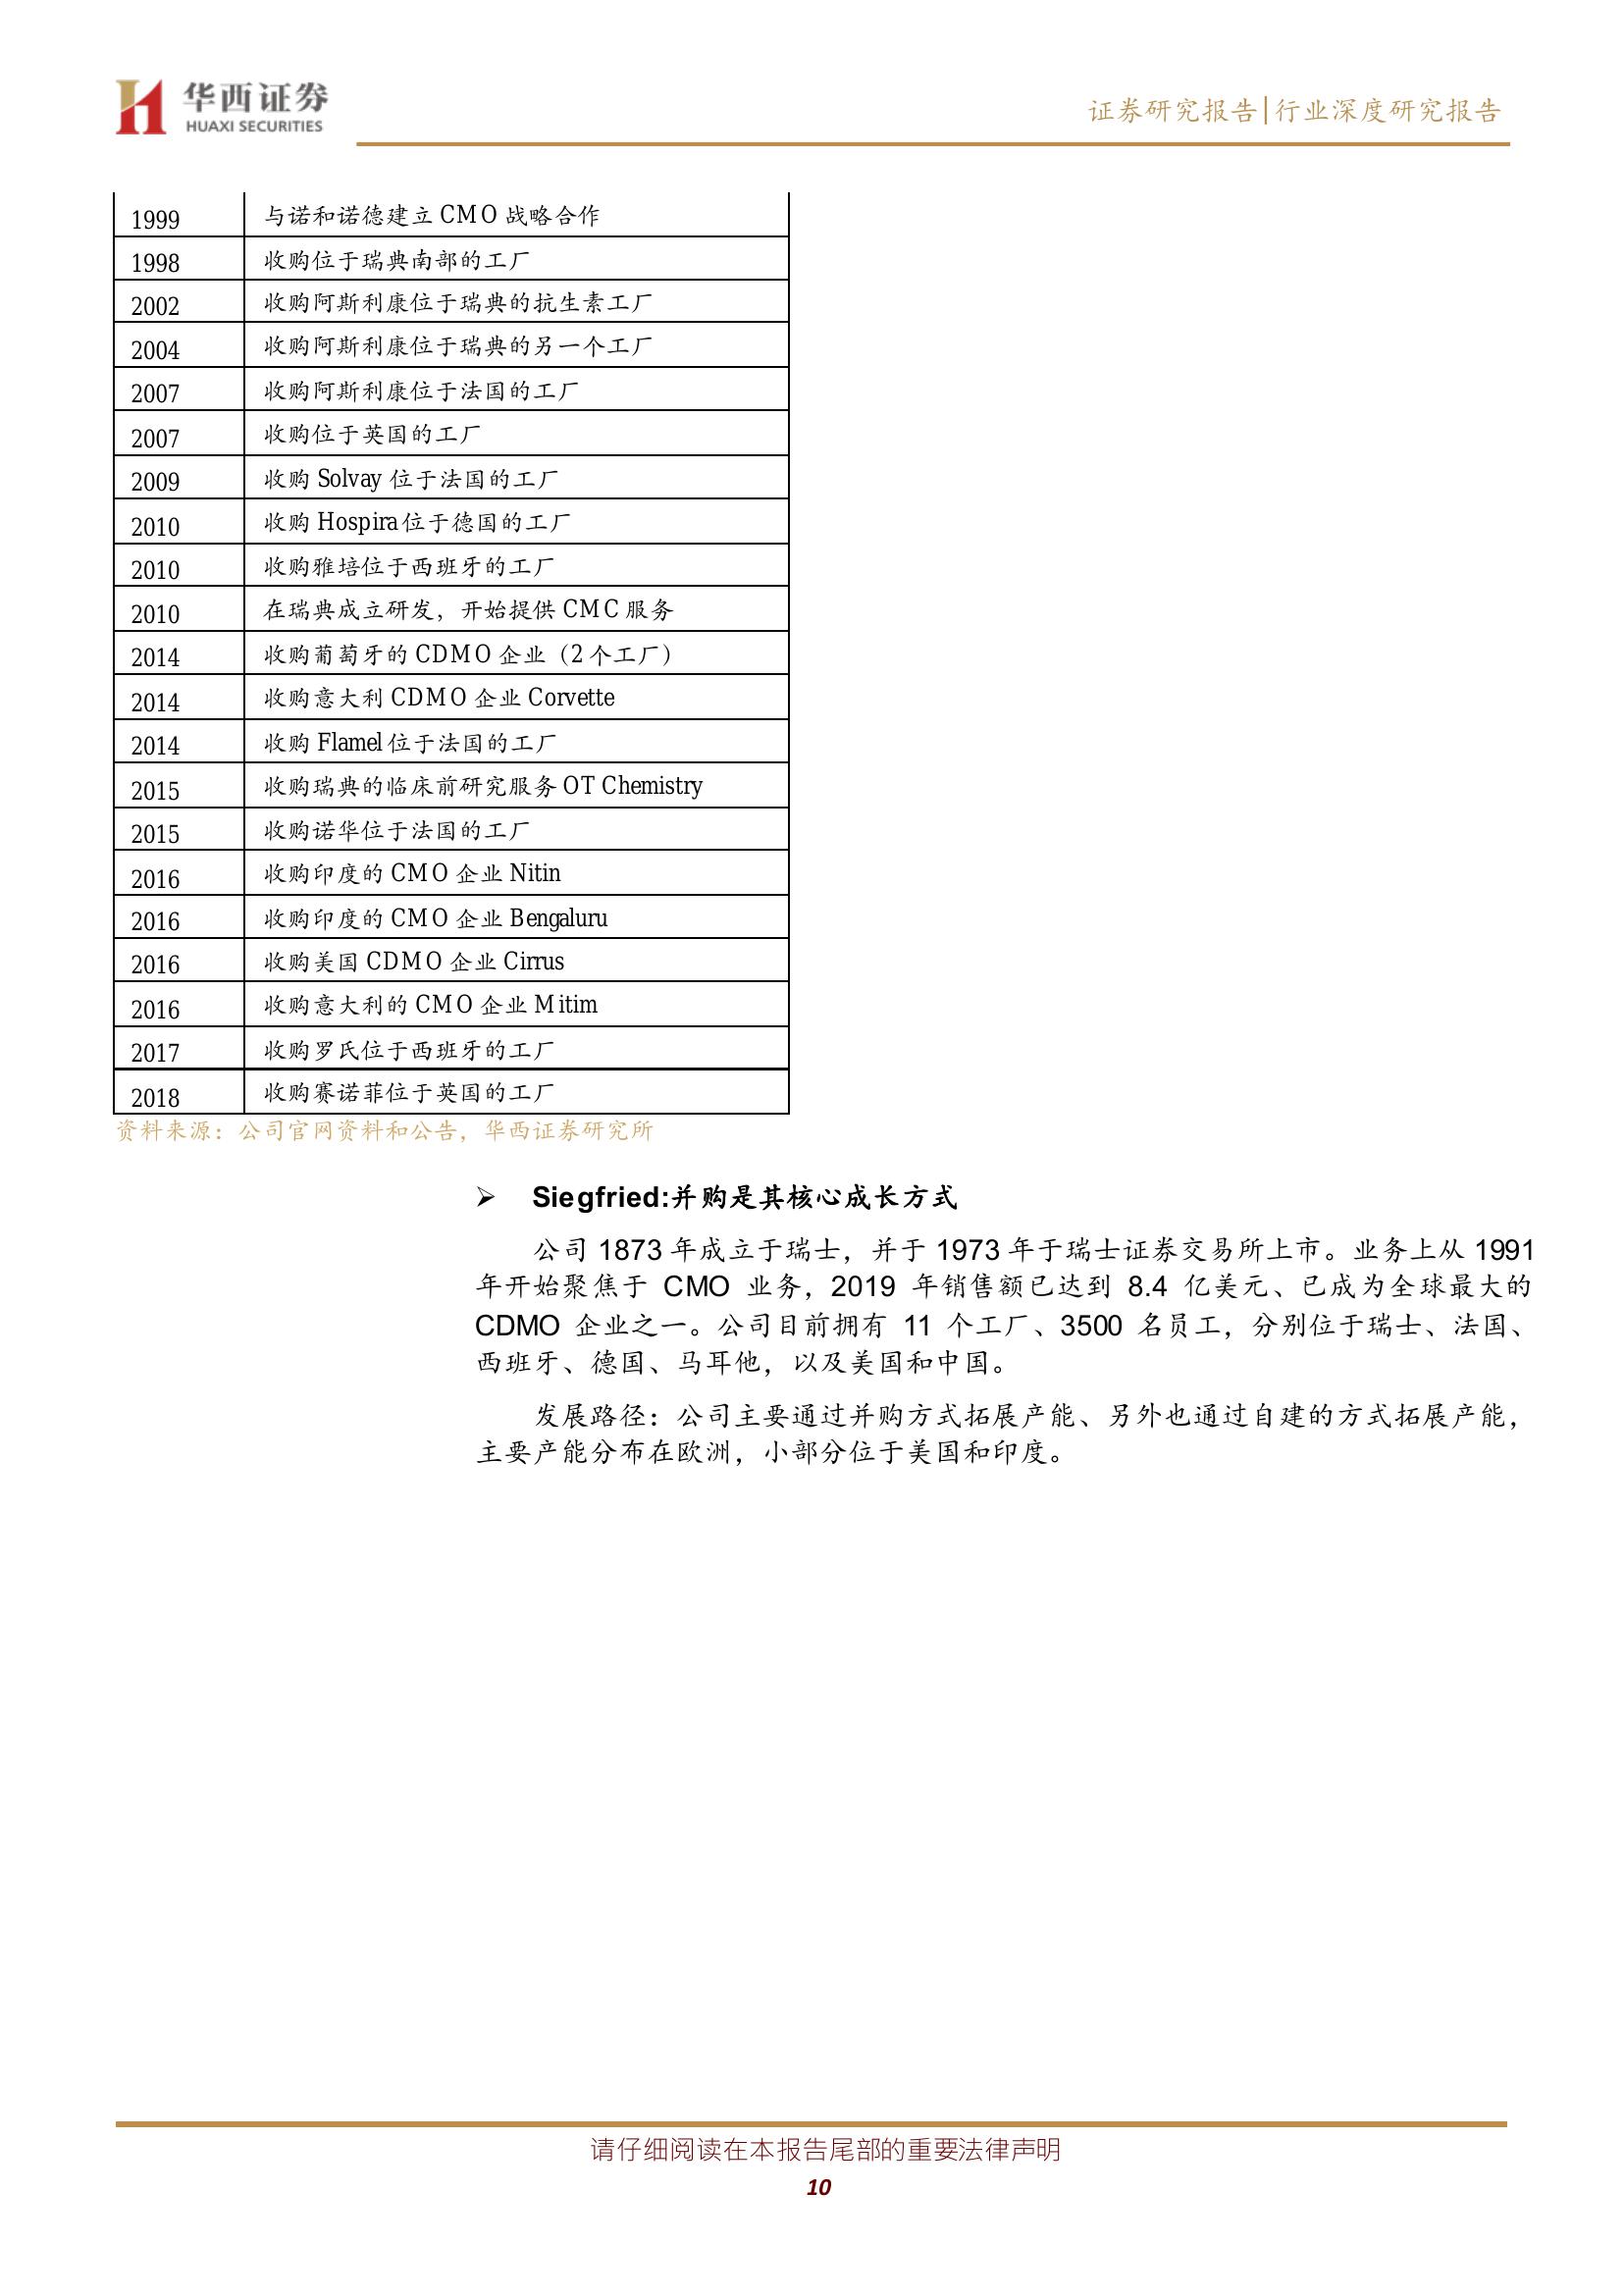 华西证券
HUAXI SECURITIES
证券研究报告|行业深度研究报告
1999 与诺和诺德建立 CMO 战略合作
1998 收购位于瑞典南部的工厂
2002 收购阿斯利康位于瑞典的抗生素工厂
2004 收购阿斯利康位于瑞典的另一个工厂
2007 收购阿斯利康位于法国的工厂
2007 收购位于英国的工厂
2009 收购 Solvay 位于法国的工厂
2010 收购 Hospira 位于德国的工厂
2010 收购雅培位于西班牙的工厂
2010 在瑞典成立研发，开始提供 CMC 服务
2014 收购葡萄牙的 CDMO 企业（2 个工厂）
2014 收购意大利 CDMO 企业 Corvette
2014 收购 Flamel 位于法国的工厂
2015 收购瑞典的临床前研究服务 OT Chemistry
2015 收购诺华位于法国的工厂
2016 收购印度的 CMO 企业 Nitin
2016 收购印度的 CMO 企业 Bengaluru
2016 收购美国 CDMO 企业 Cirrus
2016 收购意大利的 CMO 企业 Mitim
2017 收购罗氏位于西班牙的工厂
2018 收购赛诺菲位于英国的工厂
资料来源：公司官网资料和公告，华西证券研究所
➢ Siegfried:并购是其核心成长方式
公司 1873 年成立于瑞士，并于 1973 年于瑞士证券交易所上市。业务上从 1991
年开始聚焦于 CMO 业务，2019 年销售额已达到 8.4 亿美元、已成为全球最大的
CDMO 企业之一。公司目前拥有 11 个工厂、3500 名员工，分别位于瑞士、法国、
西班牙、德国、马耳他，以及美国和中国。
发展路径：公司主要通过并购方式拓展产能、另外也通过自建的方式拓展产能，
主要产能分布在欧洲，小部分位于美国和印度。
请仔细阅读在本报告尾部的重要法律声明
10